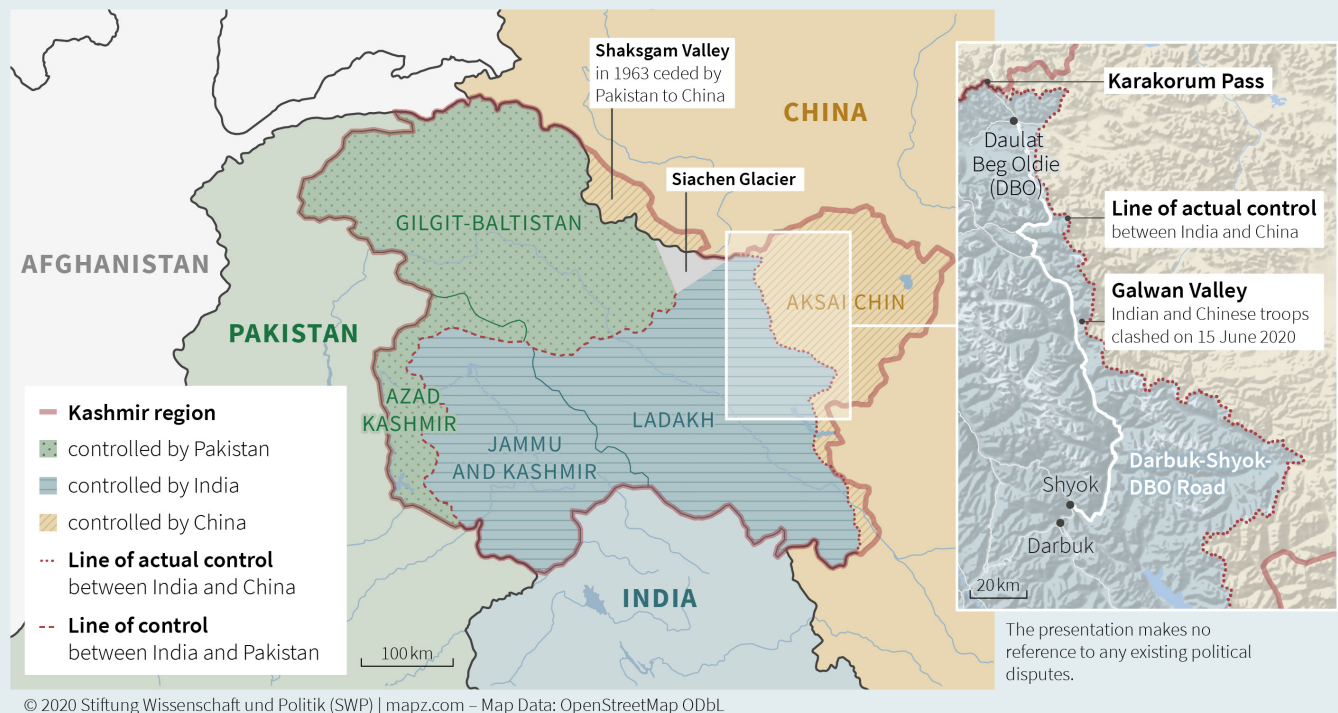 Shaksgam Valley
in 1963 ceded by
Pakistan to China
CHINA
Siachen Glacier
GILGIT-BALTISTAN
AFGHANISTAN
AKSAI CHIN
PAKISTAN
AZAD
KASHMIR
LADAKH
JAMMU
AND KASHMIR
INDIA
Kashmir region
controlled by Pakistan
controlled by India
controlled by China
Line of actual control
between India and China
Line of control
between India and Pakistan
100 km
Karakorum Pass
Daulat
Beg Oldie
(DBO)
Line of actual control
between India and China
Galwan Valley
Indian and Chinese troops
clashed on 15 June 2020
Darbuk-Shyok-
DBO Road
Shyok
Darbuk
20 km
The presentation makes no
reference to any existing political
disputes.
© 2020 Stiftung Wissenschaft und Politik (SWP) | mapz.com – Map Data: OpenStreetMap ODbL